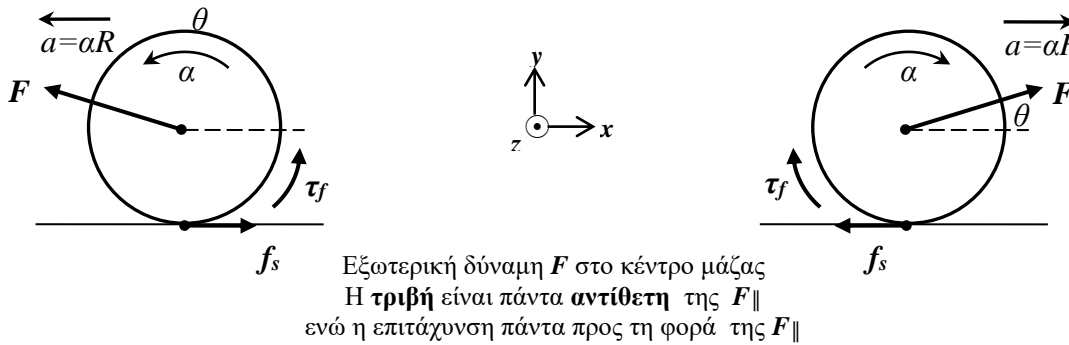 θ
a=αR
α
F
τf
fs
y
x
z
a=αR
α
F
θ
τf
fs
Εξωτερική δύναμη F στο κέντρο μάζας
Η τριβή είναι πάντα αντίθετη της F∥
ενώ η επιτάχυνση πάντα προς τη φορά της F∥